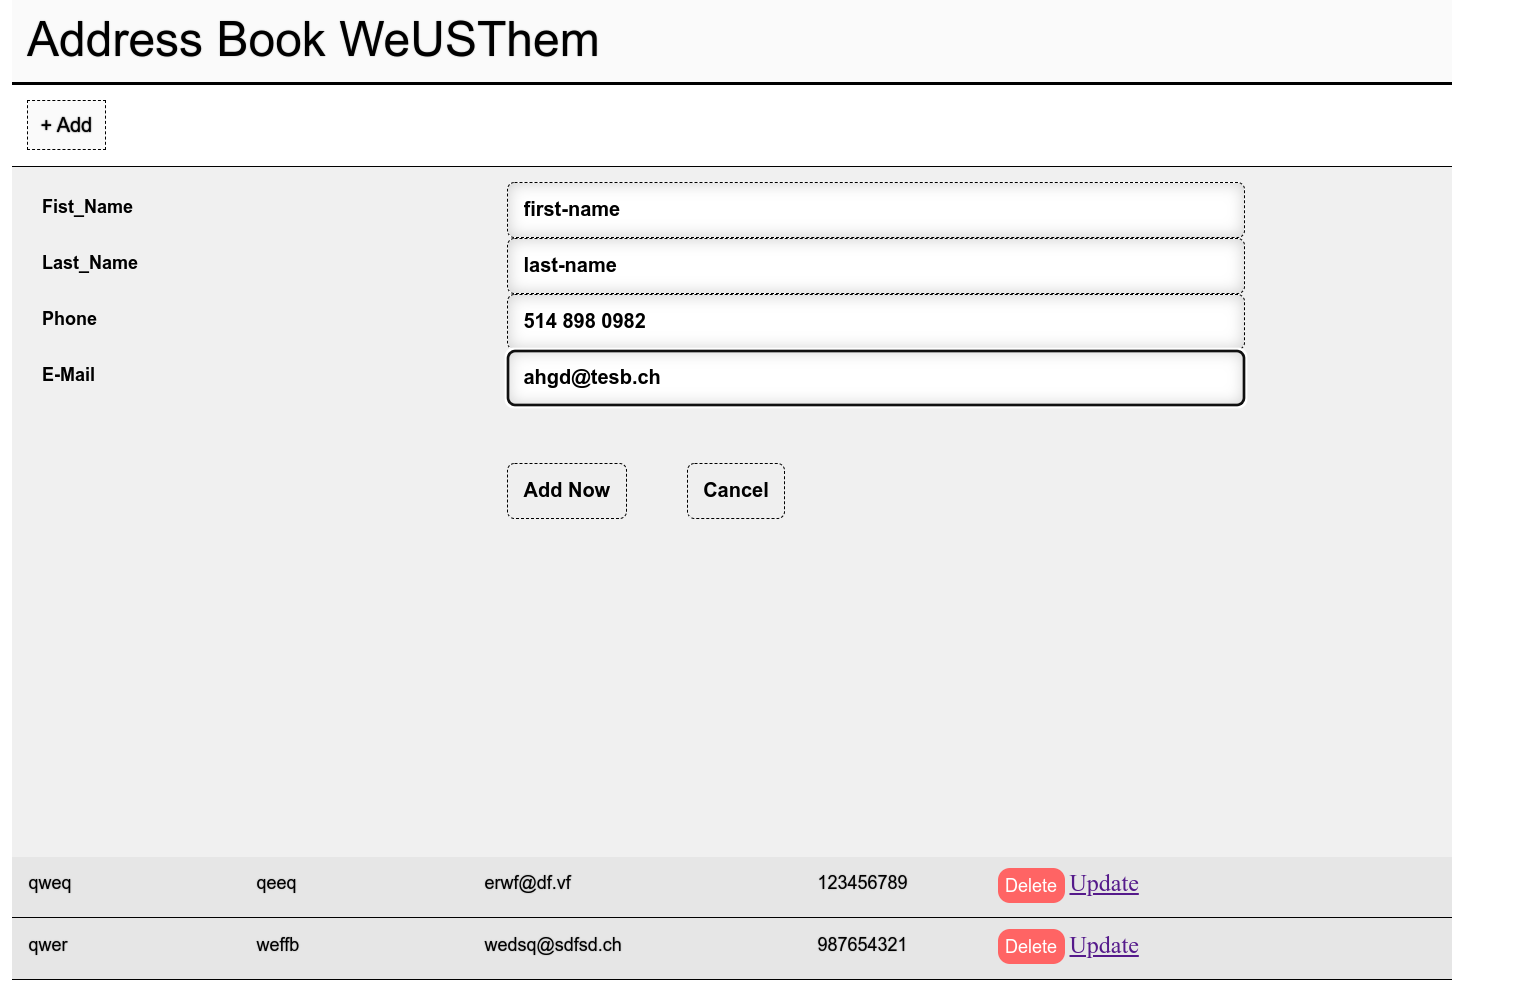 Address Book WeUSThem
+ Add
Fist_Name first-name
Last_Name last-name
Phone 514 898 0982
E-Mail ahgd@tesb.ch
Add Now Cancel
qweq qeeq erwf@df.vf 123456789 Delete Update
qwer weffb wedsq@sdfsd.ch 987654321 Delete Update